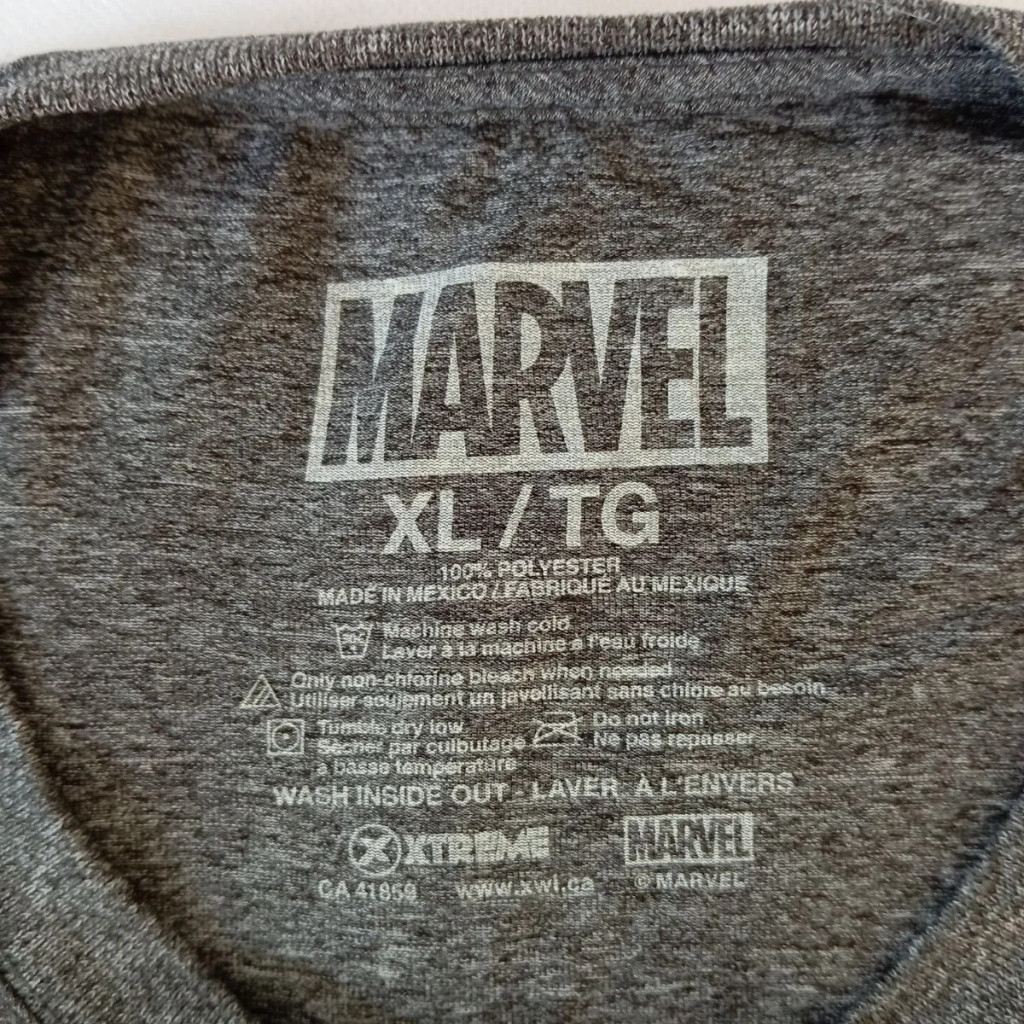 MARVEL
XL / TG
100% POLYESTER
MADE IN MEXICO / FABRIQUÉ AU MEXIQUE
30C Machine wash cold
Laver a la machine a l'eau froide
Only non-chlorine bleach when needed
Utiliser seulement un javellisant sans chlore au besoin
Tumble dry low
Sécher par culbutage
a basse temperature
Do not iron
Ne pas repasser
WASH INSIDE OUT - LAVER À L'ENVERS
X XTREME MARVEL
CA 41859 www.xwi.ca © MARVEL